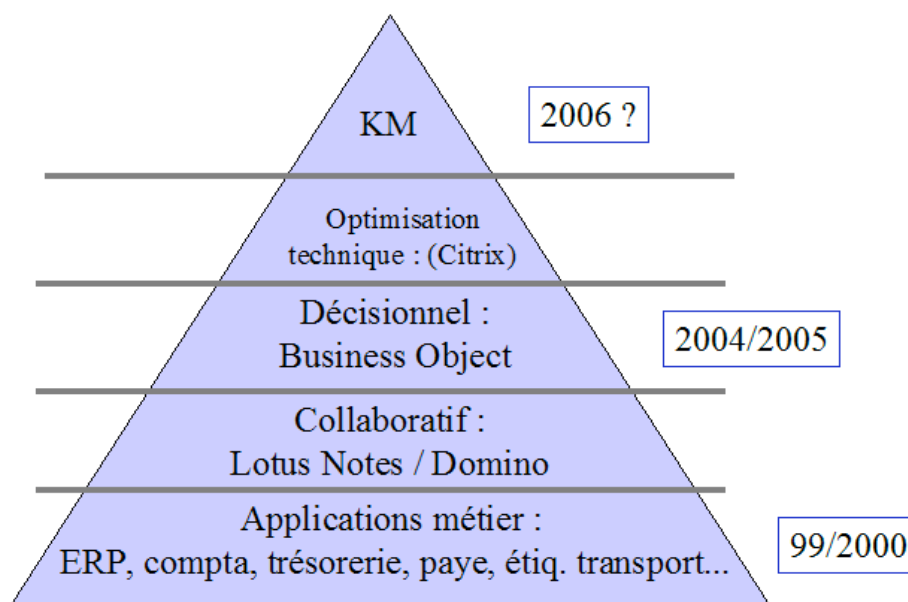 KM
2006 ?
Optimisation
technique : (Citrix)
Décisionnel :
Business Object
2004/2005
Collaboratif :
Lotus Notes / Domino
Applications métier :
ERP, compta, trésorerie, paye, étiq. transport...
99/2000